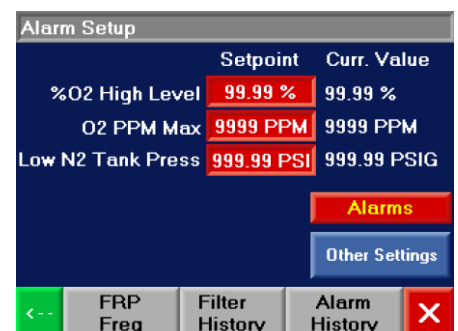 Alarm Setup
Setpoint Curr. Value
%O2 High Level 99.99 % 99.99 %
O2 PPM Max 9999 PPM 9999 PPM
Low N2 Tank Press 999.99 PSI 999.99 PSIG
Alarms
Other Settings
<-- FRP Freq Filter History Alarm History X